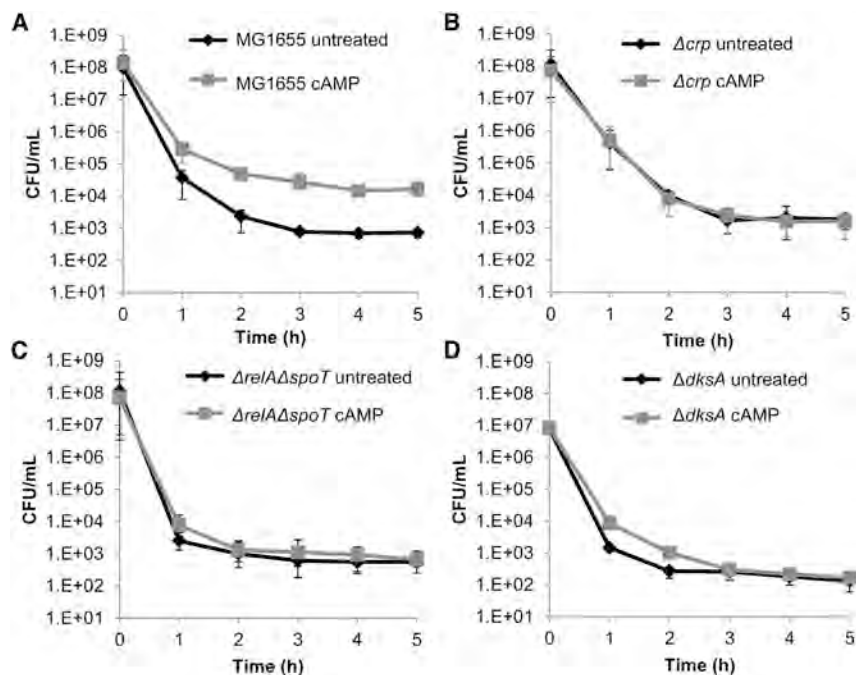 A
MG1655 untreated
MG1655 cAMP
CFU/mL
1.E+09
1.E+08
1.E+07
1.E+06
1.E+05
1.E+04
1.E+03
1.E+02
1.E+01
0 1 2 3 4 5
Time (h)
B
Δcrp untreated
Δcrp cAMP
1.E+09
1.E+08
1.E+07
1.E+06
1.E+05
1.E+04
1.E+03
1.E+02
1.E+01
0 1 2 3 4 5
Time (h)
C
ΔrelAΔspoT untreated
ΔrelAΔspoT cAMP
CFU/mL
1.E+09
1.E+08
1.E+07
1.E+06
1.E+05
1.E+04
1.E+03
1.E+02
1.E+01
0 1 2 3 4 5
Time (h)
D
ΔdksA untreated
ΔdksA cAMP
CFU/mL
1.E+09
1.E+08
1.E+07
1.E+06
1.E+05
1.E+04
1.E+03
1.E+02
1.E+01
0 1 2 3 4 5
Time (h)